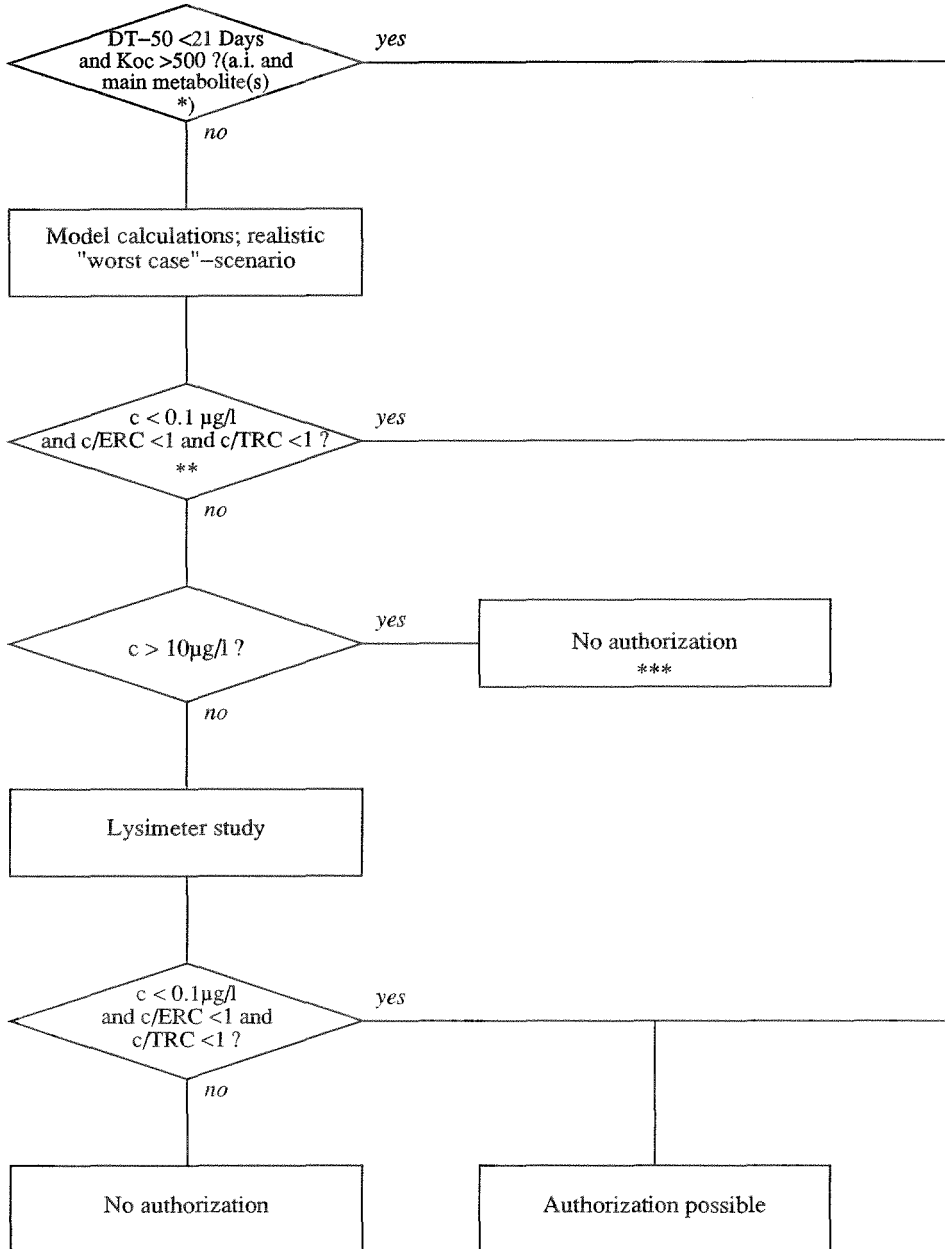 DT-50 <21 Days
and Koc >500 ?(a.i. and
main metabolite(s)
*)
yes
no
Model calculations; realistic
"worst case"-scenario
c < 0.1 µg/l
and c/ERC <1 and c/TRC <1 ?
**
yes
no
c > 10µg/l ?
yes
No authorization
***
no
Lysimeter study
c < 0.1µg/l
and c/ERC <1 and
c/TRC <1 ?
yes
no
No authorization
Authorization possible